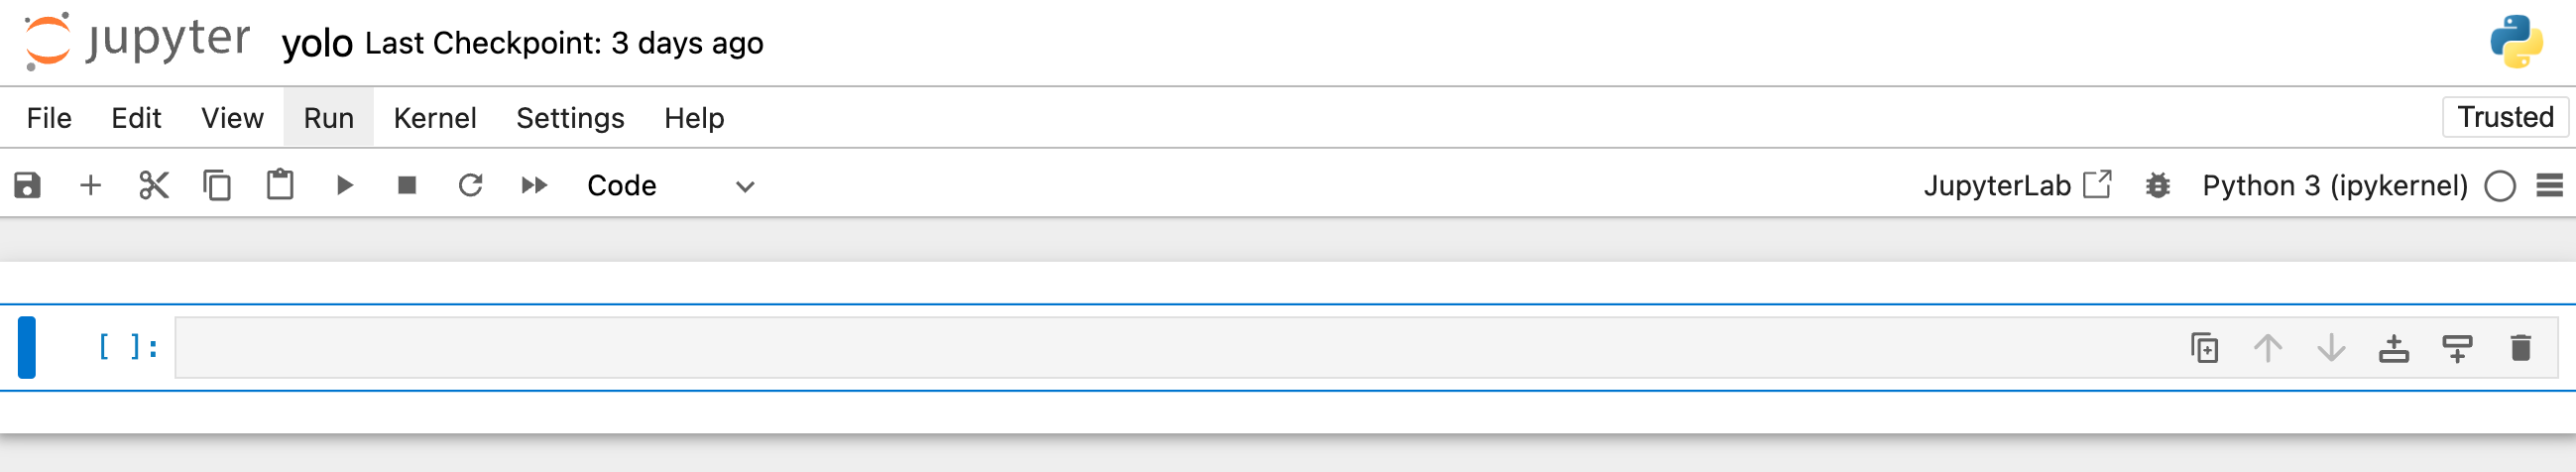 jupyter yolo Last Checkpoint: 3 days ago
File Edit View Run Kernel Settings Help Trusted
Code JupyterLab Python 3 (ipykernel)
[ ]: